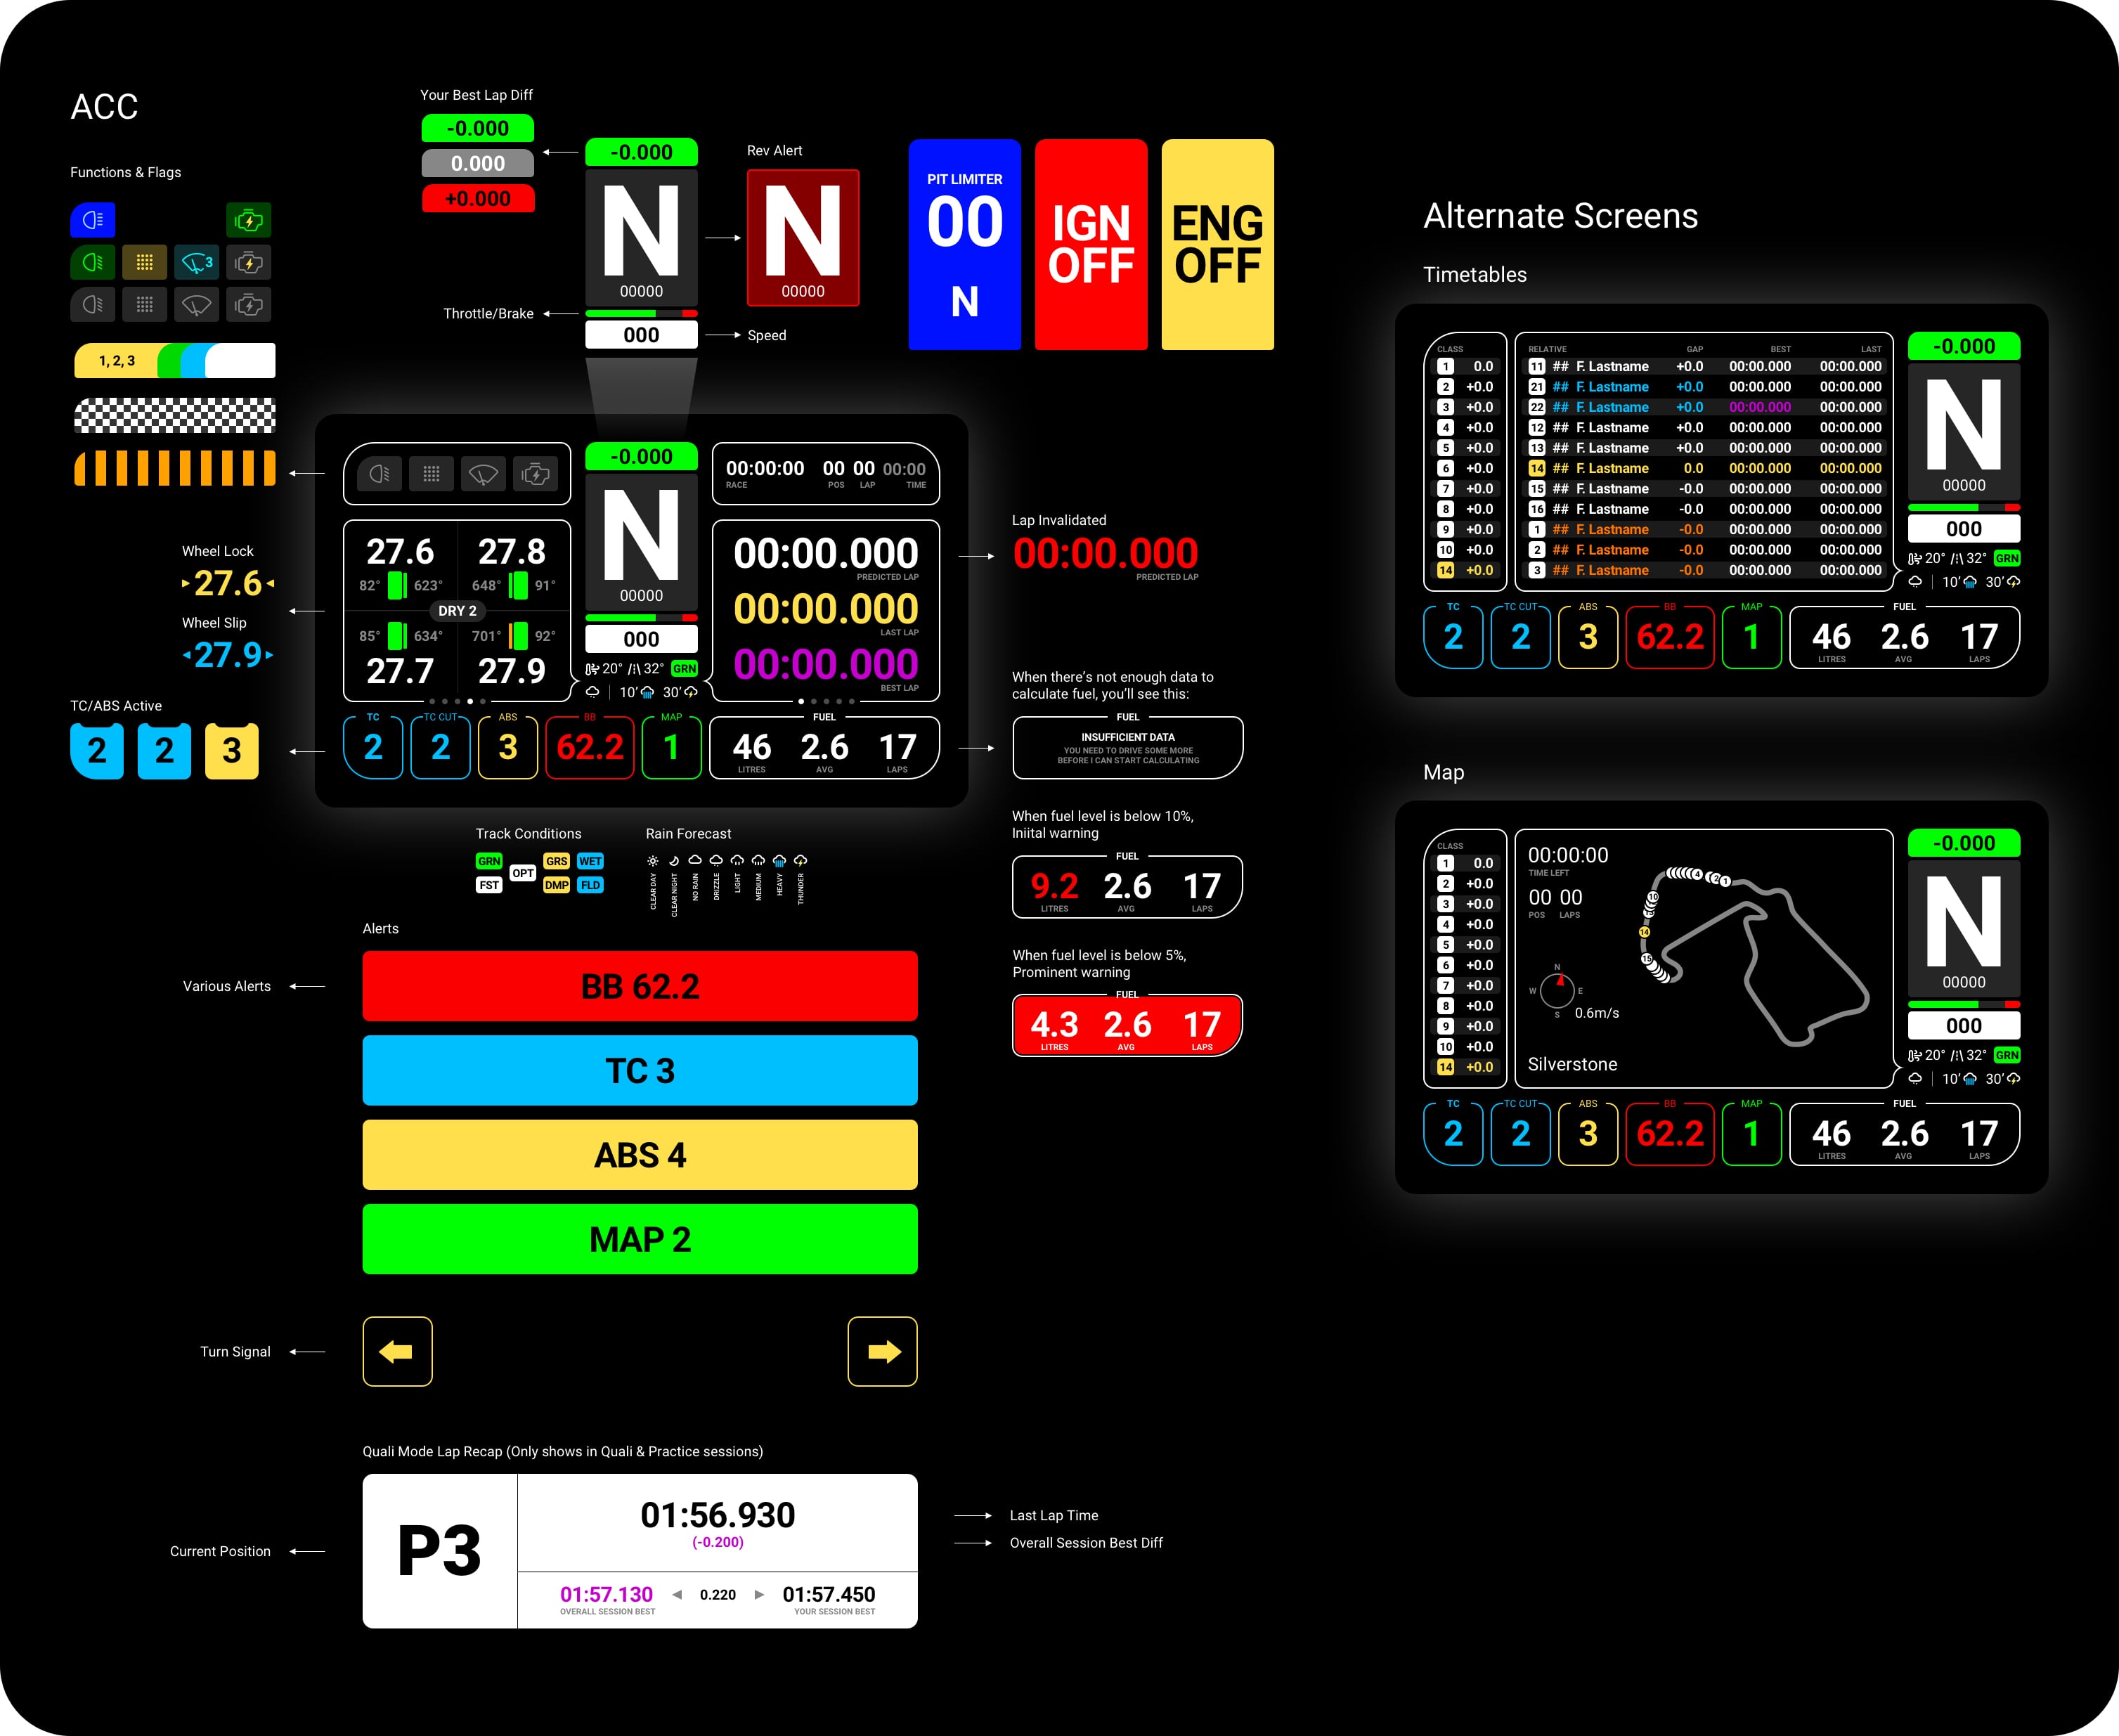 ACC
Functions & Flags
3
1, 2, 3
Your Best Lap Diff
-0.000
0.000
+0.000
-0.000
N
00000
000
Throttle/Brake
Speed
Rev Alert
N
00000
PIT LIMITER
00
N
IGN
OFF
ENG
OFF
Wheel Lock
27.6
Wheel Slip
27.9
TC/ABS Active
2 2 3
27.6 27.8
82° 623° 648° 91°
DRY 2
85° 634° 701° 92°
27.7 27.9
-0.000
N
00000
000
20° 32° GRN
10’ 30’
00:00:00 00 00 00:00
RACE POS LAP TIME
00:00.000
PREDICTED LAP
00:00.000
LAST LAP
00:00.000
BEST LAP
TC TC CUT ABS BB MAP FUEL
2 2 3 62.2 1 46 2.6 17
LITRES AVG LAPS
Lap Invalidated
00:00.000
PREDICTED LAP
When there’s not enough data to
calculate fuel, you’ll see this:
FUEL
INSUFFICIENT DATA
YOU NEED TO DRIVE SOME MORE
BEFORE I CAN START CALCULATING
When fuel level is below 10%,
Iniital warning
FUEL
9.2 2.6 17
LITRES AVG LAPS
When fuel level is below 5%,
Prominent warning
FUEL
4.3 2.6 17
LITRES AVG LAPS
Track Conditions
GRN OPT GRS WET
FST DMP FLD
Rain Forecast
CLEAR DAY
CLEAR NIGHT
NO RAIN
DRIZZLE
LIGHT
MEDIUM
HEAVY
THUNDER
Alerts
Various Alerts
BB 62.2
TC 3
ABS 4
MAP 2
Turn Signal
Quali Mode Lap Recap (Only shows in Quali & Practice sessions)
Current Position
P3
01:56.930
(-0.200)
01:57.130 0.220 01:57.450
OVERALL SESSION BEST YOUR SESSION BEST
Last Lap Time
Overall Session Best Diff
Alternate Screens
Timetables
CLASS
1 0.0
2 +0.0
3 +0.0
4 +0.0
5 +0.0
6 +0.0
7 +0.0
8 +0.0
9 +0.0
10 +0.0
14 +0.0
RELATIVE GAP BEST LAST
11 ## F. Lastname +0.0 00:00.000 00:00.000
21 ## F. Lastname +0.0 00:00.000 00:00.000
22 ## F. Lastname +0.0 00:00.000 00:00.000
12 ## F. Lastname +0.0 00:00.000 00:00.000
13 ## F. Lastname +0.0 00:00.000 00:00.000
14 ## F. Lastname 0.0 00:00.000 00:00.000
15 ## F. Lastname -0.0 00:00.000 00:00.000
16 ## F. Lastname -0.0 00:00.000 00:00.000
1 ## F. Lastname -0.0 00:00.000 00:00.000
2 ## F. Lastname -0.0 00:00.000 00:00.000
3 ## F. Lastname -0.0 00:00.000 00:00.000
-0.000
N
00000
000
20° 32° GRN
10’ 30’
TC TC CUT ABS BB MAP FUEL
2 2 3 62.2 1 46 2.6 17
LITRES AVG LAPS
Map
CLASS
1 0.0
2 +0.0
3 +0.0
4 +0.0
5 +0.0
6 +0.0
7 +0.0
8 +0.0
9 +0.0
10 +0.0
14 +0.0
00:00:00
TIME LEFT
00 00
POS LAPS
4 2 1
10
14
15
N
W E
S
0.6m/s
Silverstone
-0.000
N
00000
000
20° 32° GRN
10’ 30’
TC TC CUT ABS BB MAP FUEL
2 2 3 62.2 1 46 2.6 17
LITRES AVG LAPS